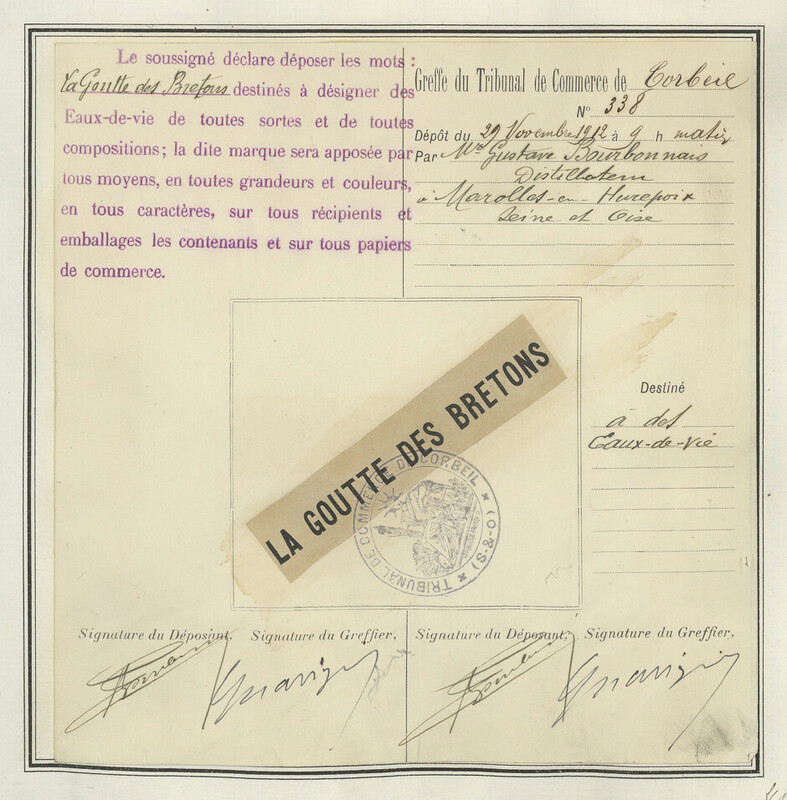 Le soussigné déclare déposer les mots :
La Goutte des Bretons destinés à désigner des
Eaux-de-vie de toutes sortes et de toutes
compositions; la dite marque sera apposée par
tous moyens, en toutes grandeurs et couleurs,
en tous caractères, sur tous récipients et
emballages les contenants et sur tous papiers
de commerce.
Greffe du Tribunal de Commerce de Corbeil
N° 338
Dépôt du 29 Novembre 1912 à 9 h matin
Par Mr Gustave Bourbonnais
Distillateur
à Marolles-en-Hurepoix
Seine et Oise
LA GOUTTE DES BRETONS
TRIBUNAL DE COMMERCE DE CORBEIL * (S-&-O) *
Destiné
à des
Eaux-de-vie
Signature du Déposant. Signature du Greffier.
Signature du Déposant. Signature du Greffier.